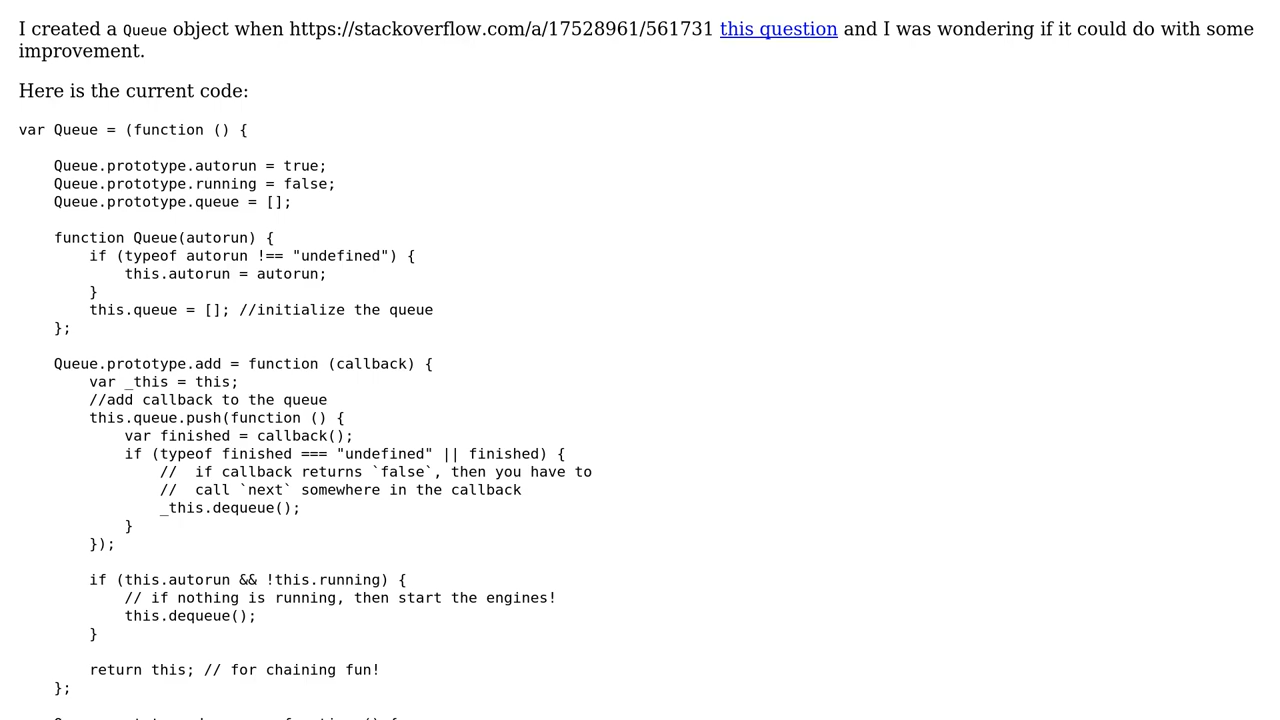 I created a Queue object when https://stackoverflow.com/a/17528961/561731 this question and I was wondering if it could do with some
improvement.
Here is the current code:
var Queue = (function () {
    Queue.prototype.autorun = true;
    Queue.prototype.running = false;
    Queue.prototype.queue = [];
    function Queue(autorun) {
        if (typeof autorun !== "undefined") {
            this.autorun = autorun;
        }
        this.queue = []; //initialize the queue
    };
    Queue.prototype.add = function (callback) {
        var _this = this;
        //add callback to the queue
        this.queue.push(function () {
            var finished = callback();
            if (typeof finished === "undefined" || finished) {
                //  if callback returns `false`, then you have to
                //  call `next` somewhere in the callback
                _this.dequeue();
            }
        });
        if (this.autorun && !this.running) {
            // if nothing is running, then start the engines!
            this.dequeue();
        }
        return this; // for chaining fun!
    };